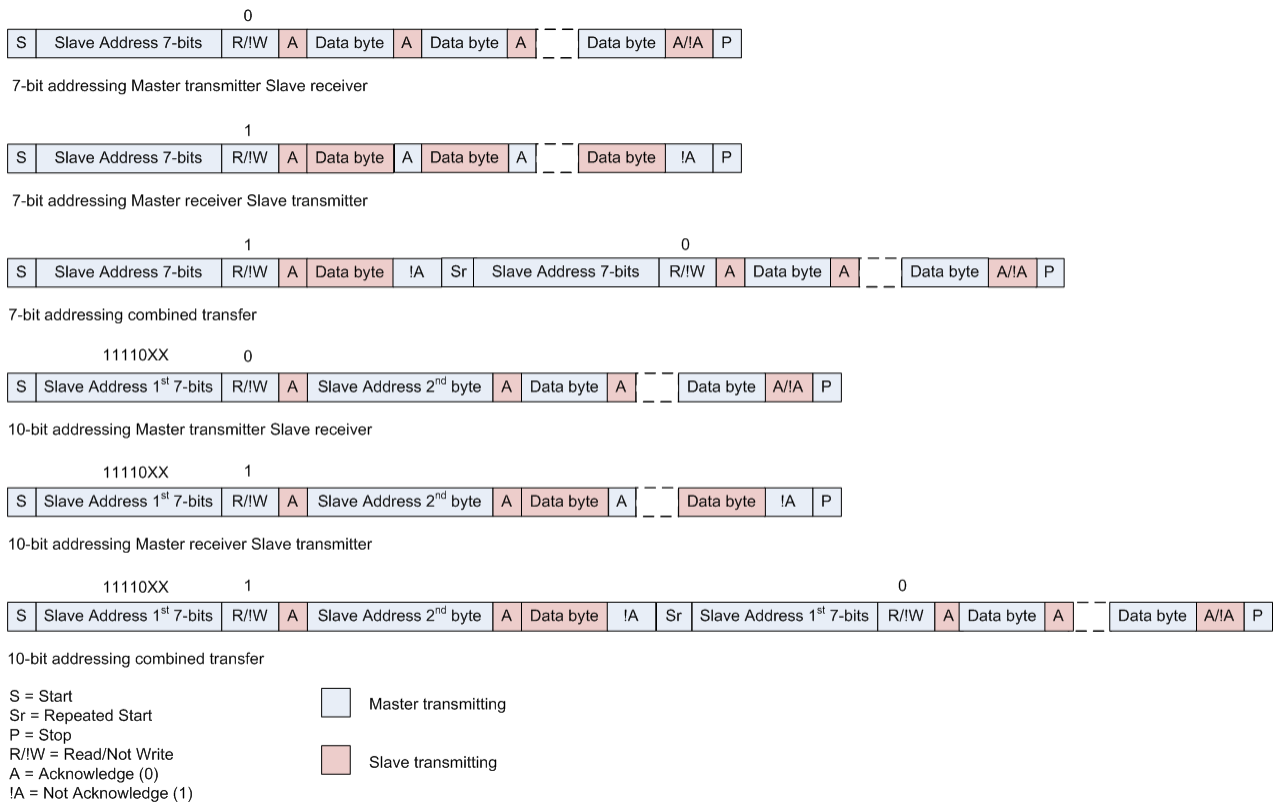 0
S Slave Address 7-bits R/!W A Data byte A Data byte A Data byte A/!A P
7-bit addressing Master transmitter Slave receiver
1
S Slave Address 7-bits R/!W A Data byte A Data byte A Data byte !A P
7-bit addressing Master receiver Slave transmitter
1 0
S Slave Address 7-bits R/!W A Data byte !A Sr Slave Address 7-bits R/!W A Data byte A Data byte A/!A P
7-bit addressing combined transfer
11110XX 0
S Slave Address 1st 7-bits R/!W A Slave Address 2nd byte A Data byte A Data byte A/!A P
10-bit addressing Master transmitter Slave receiver
11110XX 1
S Slave Address 1st 7-bits R/!W A Slave Address 2nd byte A Data byte A Data byte !A P
10-bit addressing Master receiver Slave transmitter
11110XX 1 0
S Slave Address 1st 7-bits R/!W A Slave Address 2nd byte A Data byte !A Sr Slave Address 1st 7-bits R/!W A Data byte A Data byte A/!A P
10-bit addressing combined transfer
S = Start
Sr = Repeated Start
P = Stop
R/!W = Read/Not Write
A = Acknowledge (0)
!A = Not Acknowledge (1)
Master transmitting
Slave transmitting